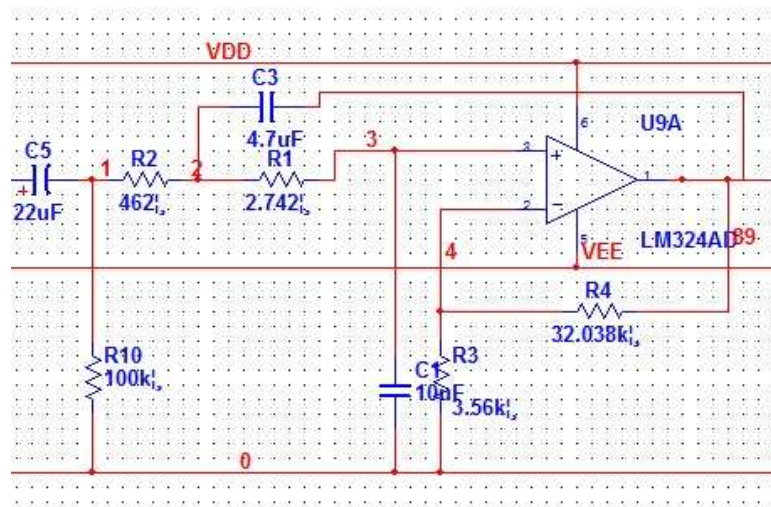 VDD
C3
4.7uF
U9A
6
C5
+
22uF
1
R2
462
2
R1
2.742
3
3
+
1
2
−
LM324AD
89
5
VEE
4
R4
32.038k
R10
100k
C1
10uF
R3
3.56k
0